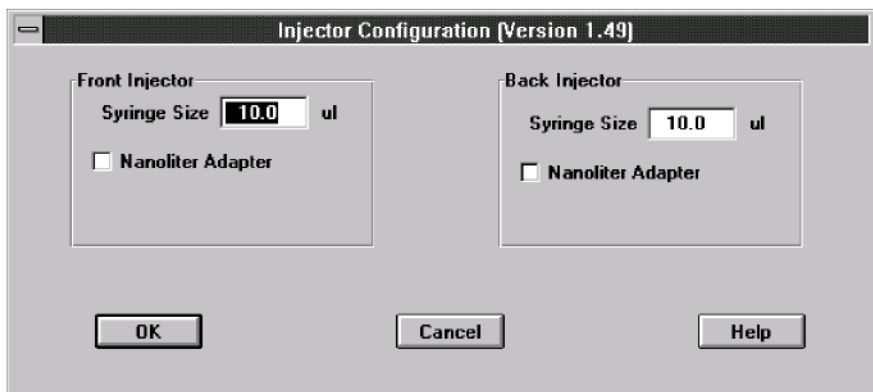 Injector Configuration (Version 1.49)
Front Injector
Syringe Size 10.0 ul
Nanoliter Adapter
Back Injector
Syringe Size 10.0 ul
Nanoliter Adapter
OK
Cancel
Help